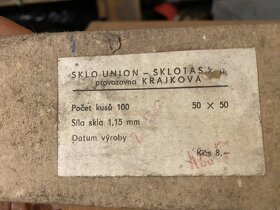 SKLO UNION – SKLOTAS
provozovna KRAJKOVÁ
Počet kusů 100 50 × 50
Síla skla 1,15 mm
Datum výroby
Kčs 8,–